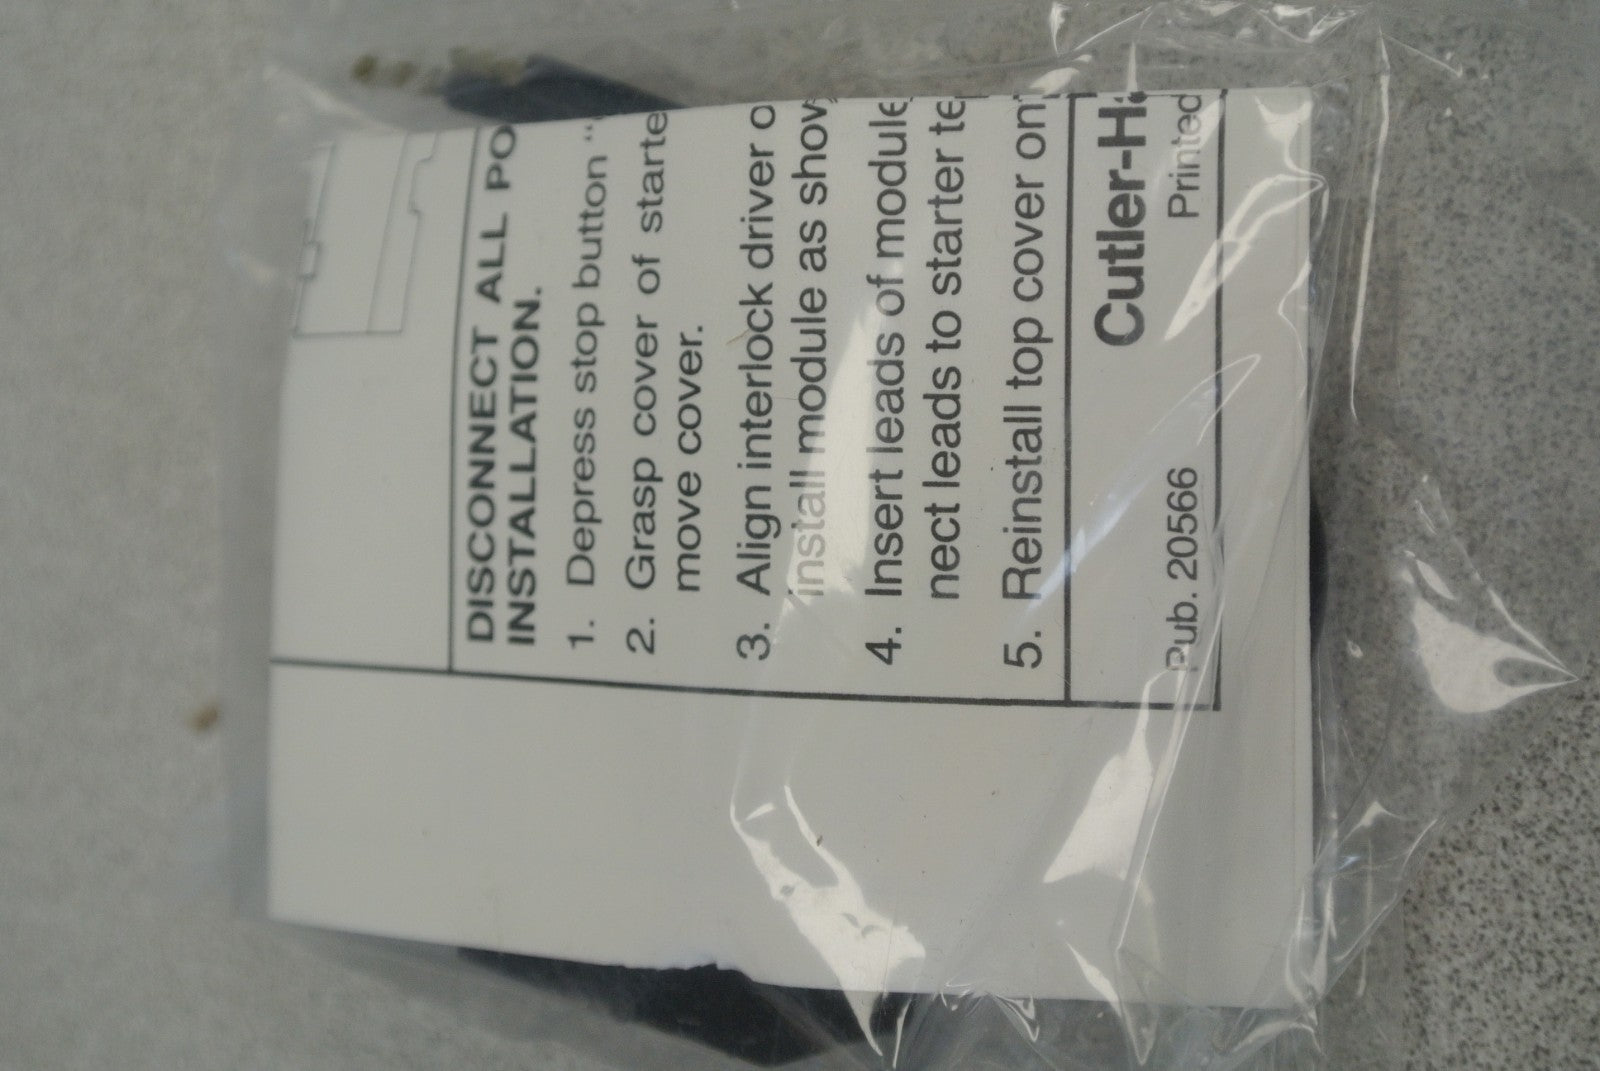 DISCONNECT ALL PO
INSTALLATION.
1. Depress stop button "
2. Grasp cover of starte
move cover.
3. Align interlock driver o
install module as show
4. Insert leads of module
nect leads to starter te
5. Reinstall top cover ont
Cutler-Ha
Pub. 20566 Printed